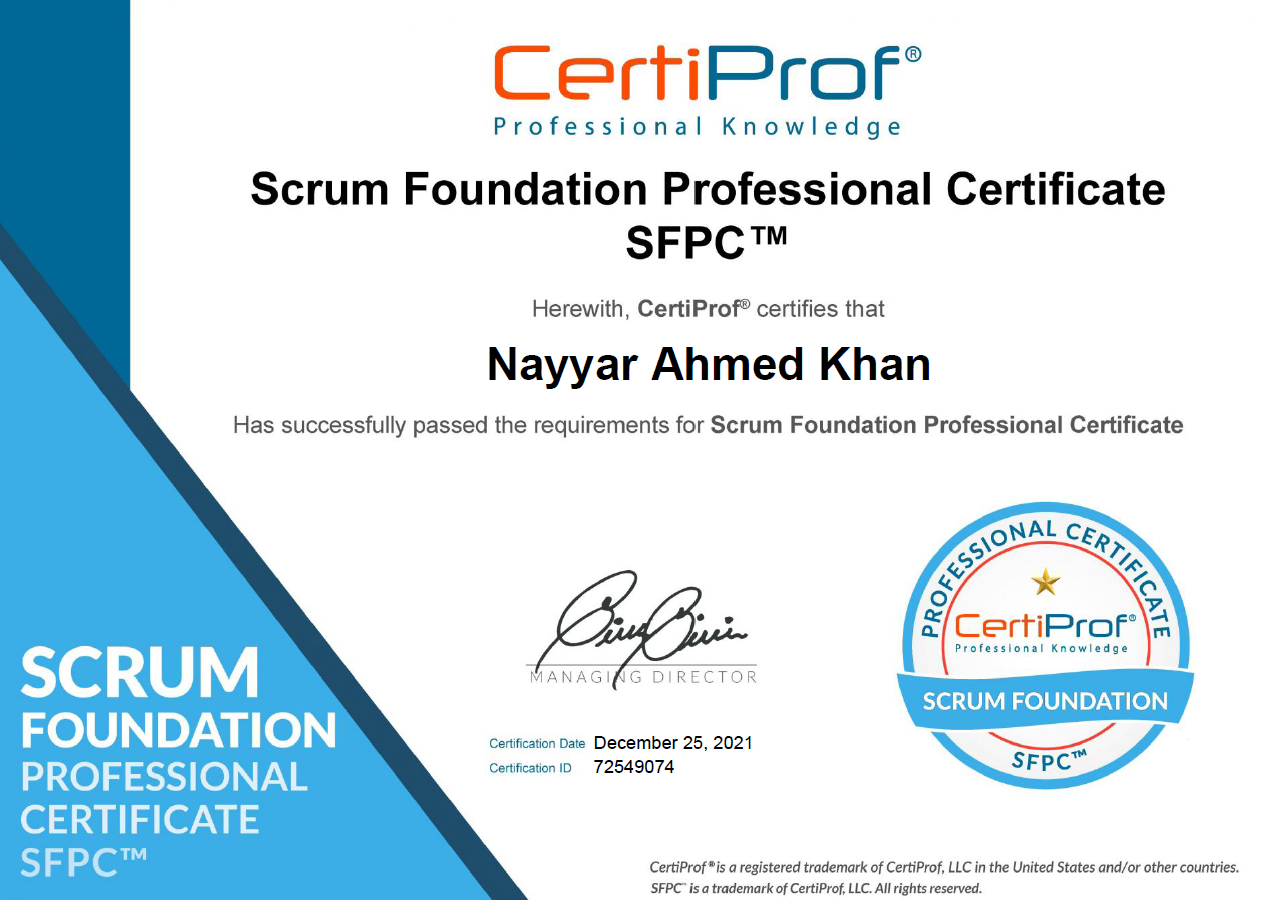 CertiProf®
Professional Knowledge
Scrum Foundation Professional Certificate
SFPC™
Herewith, CertiProf® certifies that
Nayyar Ahmed Khan
Has successfully passed the requirements for Scrum Foundation Professional Certificate
MANAGING DIRECTOR
Certification Date December 25, 2021
Certification ID 72549074
PROFESSIONAL CERTIFICATE
CertiProf®
Professional Knowledge
SCRUM FOUNDATION
SFPC™
SCRUM
FOUNDATION
PROFESSIONAL
CERTIFICATE
SFPC™
CertiProf® is a registered trademark of CertiProf, LLC in the United States and/or other countries.
SFPC™ is a trademark of CertiProf, LLC. All rights reserved.